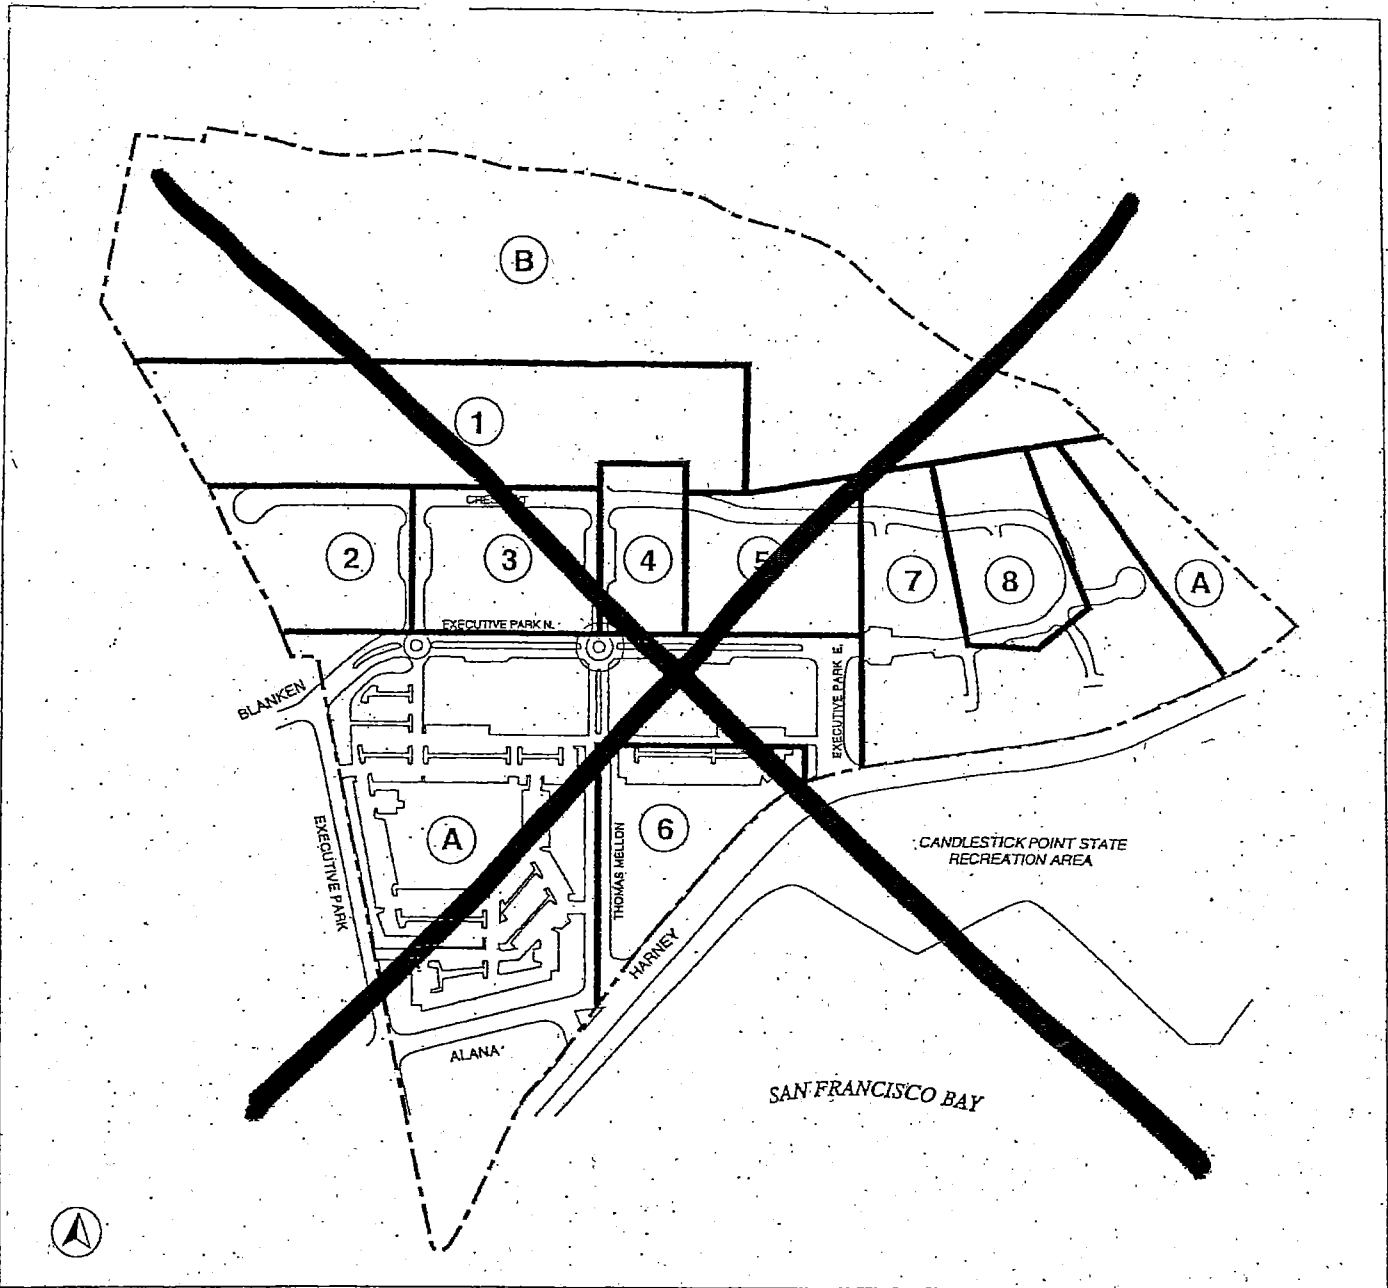 B
1
CRESCENT
2
3
4
5
7
8
A
EXECUTIVE PARK N.
BLANKEN
EXECUTIVE PARK E.
EXECUTIVE PARK
A
THOMAS MELLON
6
HARNEY
CANDLESTICK POINT STATE
RECREATION AREA
ALANA
SAN FRANCISCO BAY